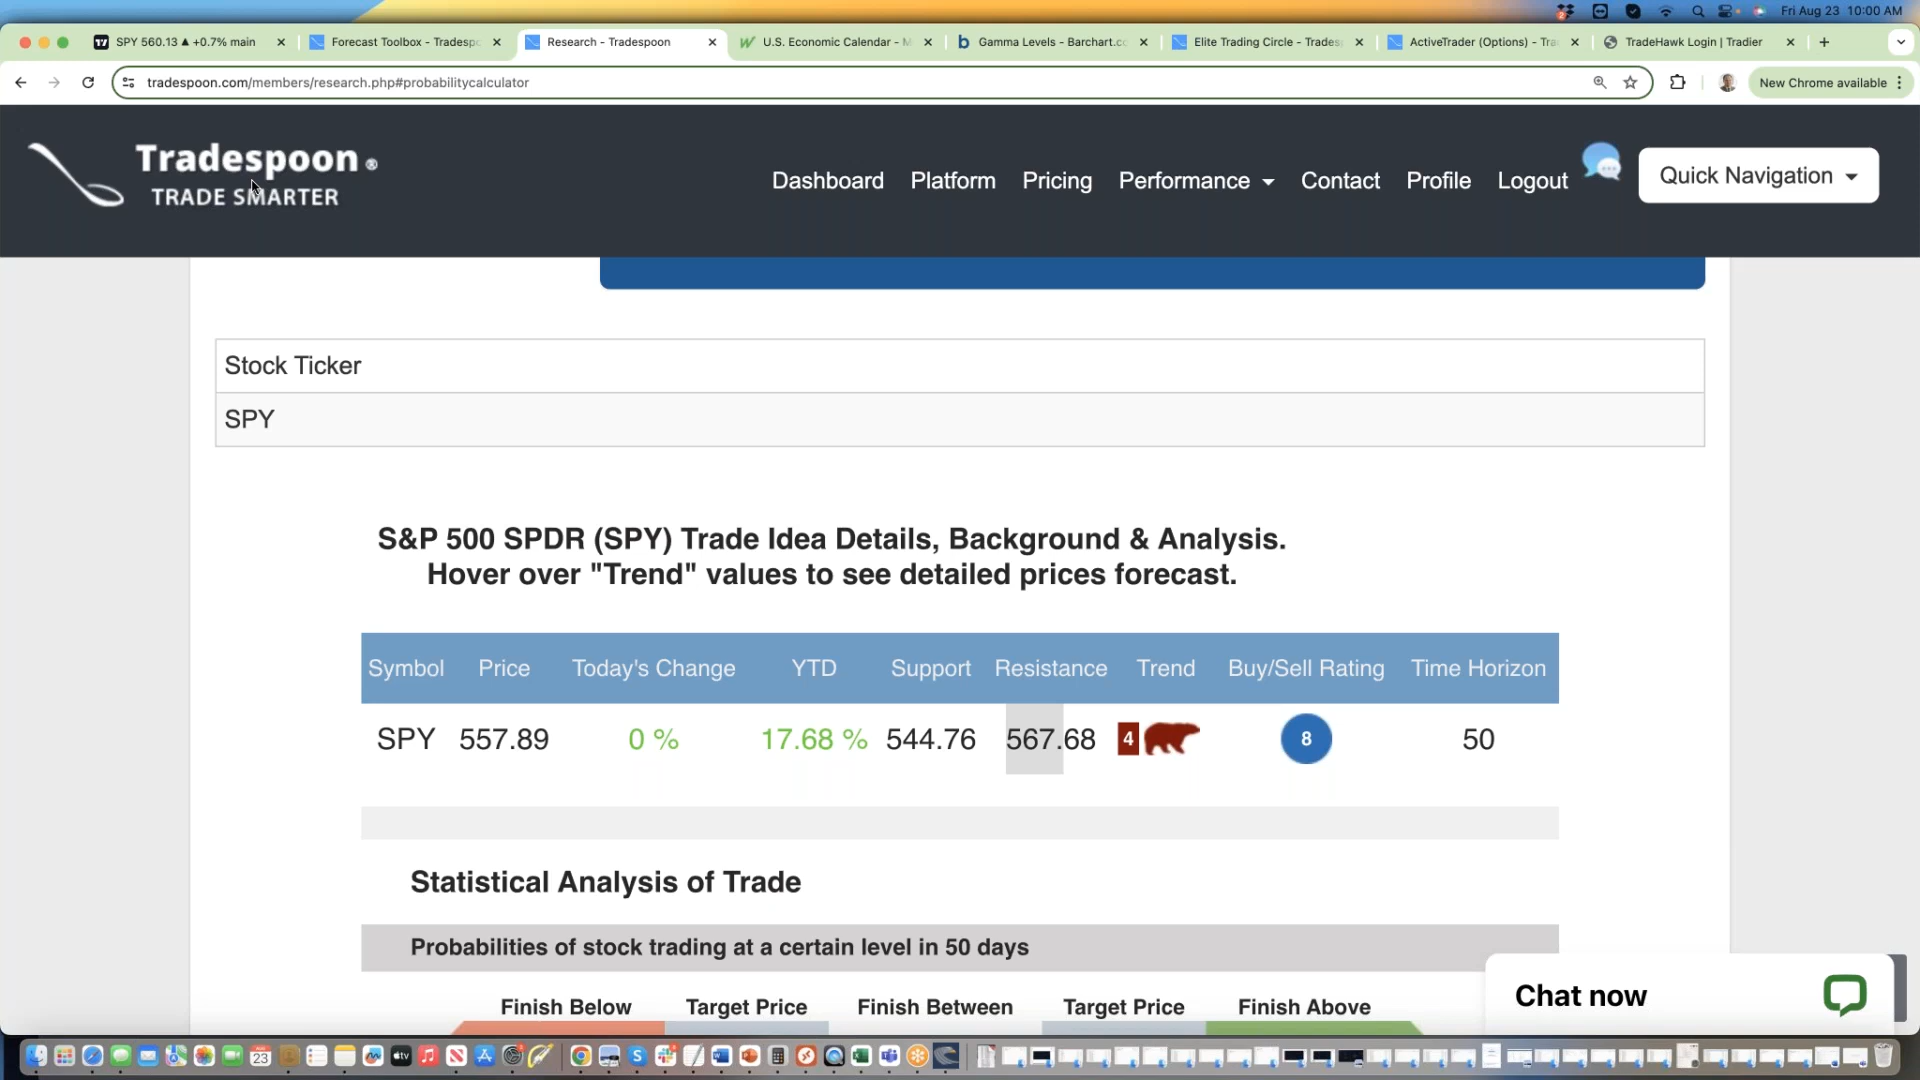 Fri Aug 23 10:00 AM
SPY 560.13 ▲ +0.7% main
Forecast Toolbox - Tradespo
Research - Tradespoon
U.S. Economic Calendar - M
Gamma Levels - Barchart.co
Elite Trading Circle - Trades
ActiveTrader (Options) - Tra
TradeHawk Login | Tradier
tradespoon.com/members/research.php#probabilitycalculator
New Chrome available
Tradespoon ®
TRADE SMARTER
Dashboard Platform Pricing Performance Contact Profile Logout Quick Navigation
Stock Ticker
SPY
S&P 500 SPDR (SPY) Trade Idea Details, Background & Analysis.
Hover over "Trend" values to see detailed prices forecast.
Symbol Price Today's Change YTD Support Resistance Trend Buy/Sell Rating Time Horizon
SPY 557.89 0 % 17.68 % 544.76 567.68 4 8 50
Statistical Analysis of Trade
Probabilities of stock trading at a certain level in 50 days
Finish Below Target Price Finish Between Target Price Finish Above
Chat now